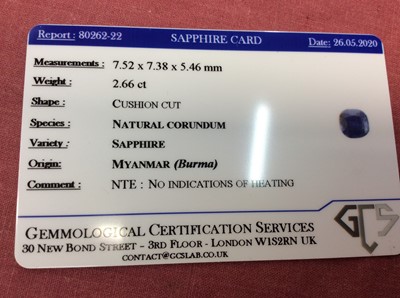 Report: 80262-22 SAPPHIRE CARD Date: 26.05.2020
Measurements: 7.52 x 7.38 x 5.46 mm
Weight : 2.66 ct
Shape : CUSHION CUT
Species : NATURAL CORUNDUM
Variety : SAPPHIRE
Origin: MYANMAR (Burma)
Comment : NTE : NO INDICATIONS OF HEATING
GCS
GEMMOLOGICAL CERTIFICATION SERVICES
30 NEW BOND STREET – 3RD FLOOR - LONDON W1S2RN UK
CONTACT@GCSLAB.CO.UK